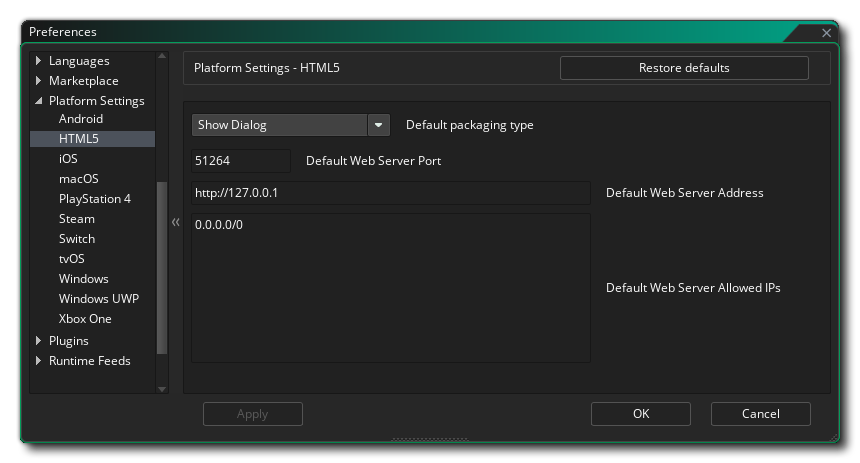 Preferences
Languages
Marketplace
Platform Settings
Android
HTML5
iOS
macOS
PlayStation 4
Steam
Switch
tvOS
Windows
Windows UWP
Xbox One
Plugins
Runtime Feeds
Platform Settings - HTML5
Restore defaults
Show Dialog
Default packaging type
51264
Default Web Server Port
http://127.0.0.1
Default Web Server Address
0.0.0.0/0
Default Web Server Allowed IPs
Apply
OK
Cancel